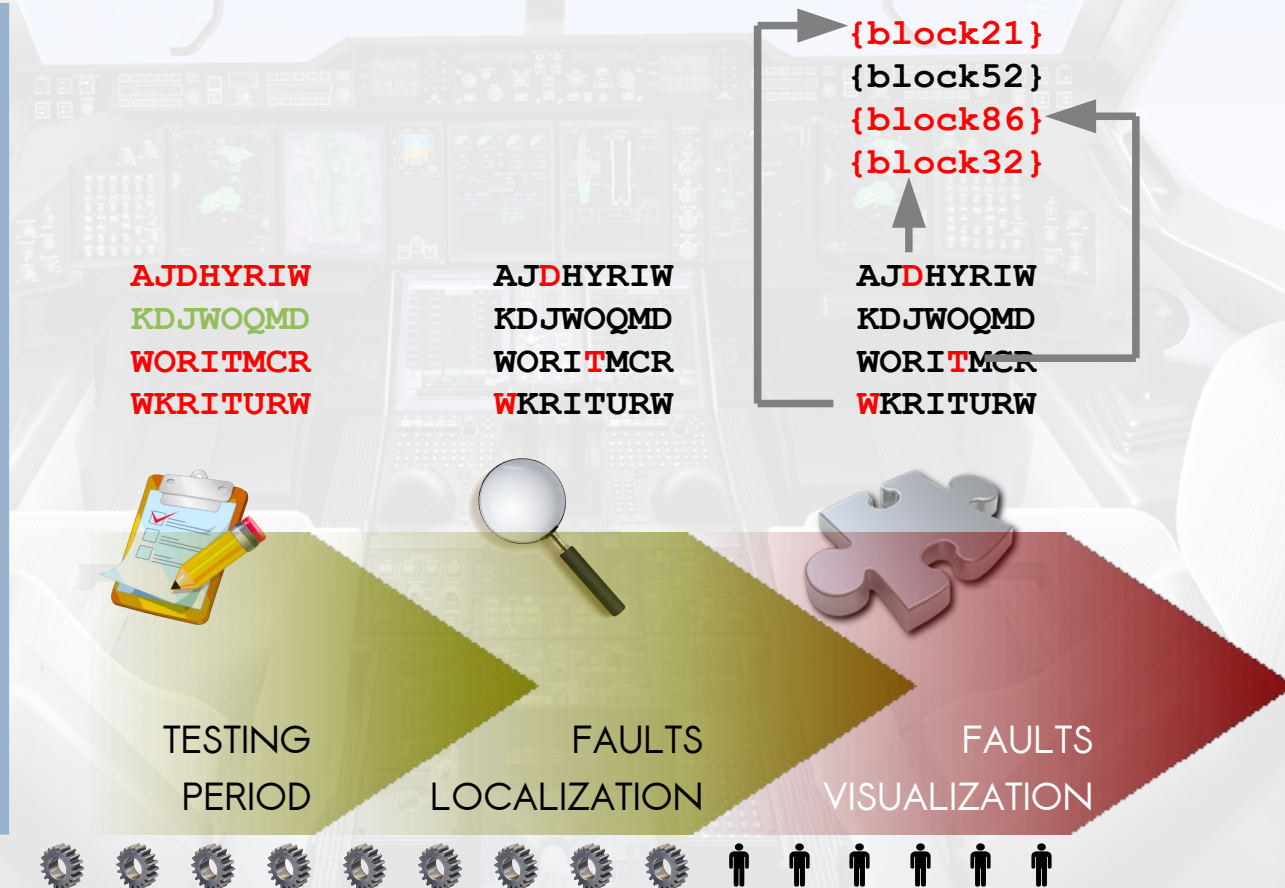 {block21}
{block52}
{block86}
{block32}
AJDHYRIW
KDJWOQMD
WORITMCR
WKRITURW
AJDHYRIW
KDJWOQMD
WORITMCR
WKRITURW
AJDHYRIW
KDJWOQMD
WORITMCR
WKRITURW
TESTING
PERIOD
FAULTS
LOCALIZATION
FAULTS
VISUALIZATION